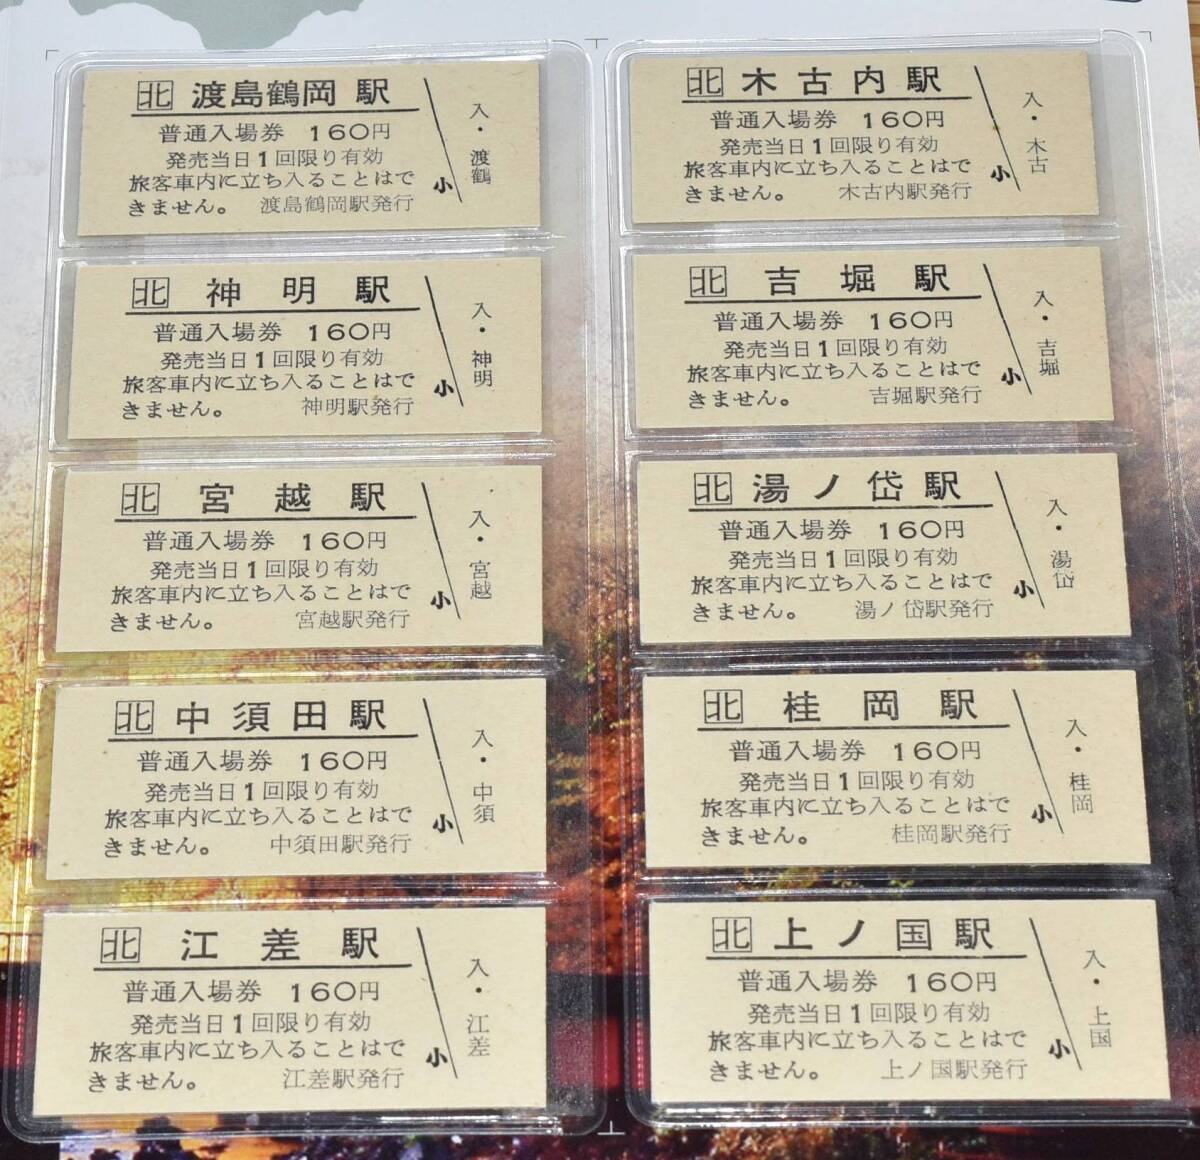 北 渡島鶴岡駅
普通入場券 160円
発売当日1回限り有効
旅客車内に立ち入ることはで
きません。 渡島鶴岡駅発行
小
入・渡鶴
北 木古内駅
普通入場券 160円
発売当日1回限り有効
旅客車内に立ち入ることはで
きません。 木古内駅発行
小
入・木古
北 神明駅
普通入場券 160円
発売当日1回限り有効
旅客車内に立ち入ることはで
きません。 神明駅発行
小
入・神明
北 吉堀駅
普通入場券 160円
発売当日1回限り有効
旅客車内に立ち入ることはで
きません。 吉堀駅発行
小
入・吉堀
北 宮越駅
普通入場券 160円
発売当日1回限り有効
旅客車内に立ち入ることはで
きません。 宮越駅発行
小
入・宮越
北 湯ノ岱駅
普通入場券 160円
発売当日1回限り有効
旅客車内に立ち入ることはで
きません。 湯ノ岱駅発行
小
入・湯岱
北 中須田駅
普通入場券 160円
発売当日1回限り有効
旅客車内に立ち入ることはで
きません。 中須田駅発行
小
入・中須
北 桂岡駅
普通入場券 160円
発売当日1回限り有効
旅客車内に立ち入ることはで
きません。 桂岡駅発行
小
入・桂岡
北 江差駅
普通入場券 160円
発売当日1回限り有効
旅客車内に立ち入ることはで
きません。 江差駅発行
小
入・江差
北 上ノ国駅
普通入場券 160円
発売当日1回限り有効
旅客車内に立ち入ることはで
きません。 上ノ国駅発行
小
入・上国